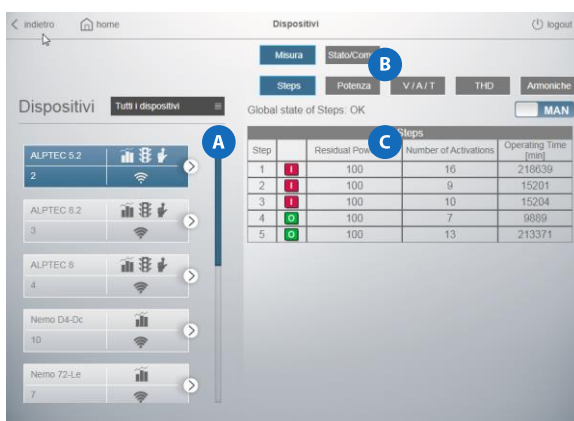 indietro
home
Dispositivi
logout
Misura
Stato/Com
B
Steps
Potenza
V/A/T
THD
Armoniche
Dispositivi
Tutti i dispositivi
Global state of Steps: OK
MAN
A
C
Steps
Step Residual Pow Number of Activations Operating Time [min]
1 I 100 16 218639
2 I 100 9 15201
3 I 100 10 15204
4 O 100 7 9889
5 O 100 13 213371
ALPTEC 5.2
2
ALPTEC 8.2
3
ALPTEC 8
4
Nemo D4-Dc
10
Nemo 72-Le
7